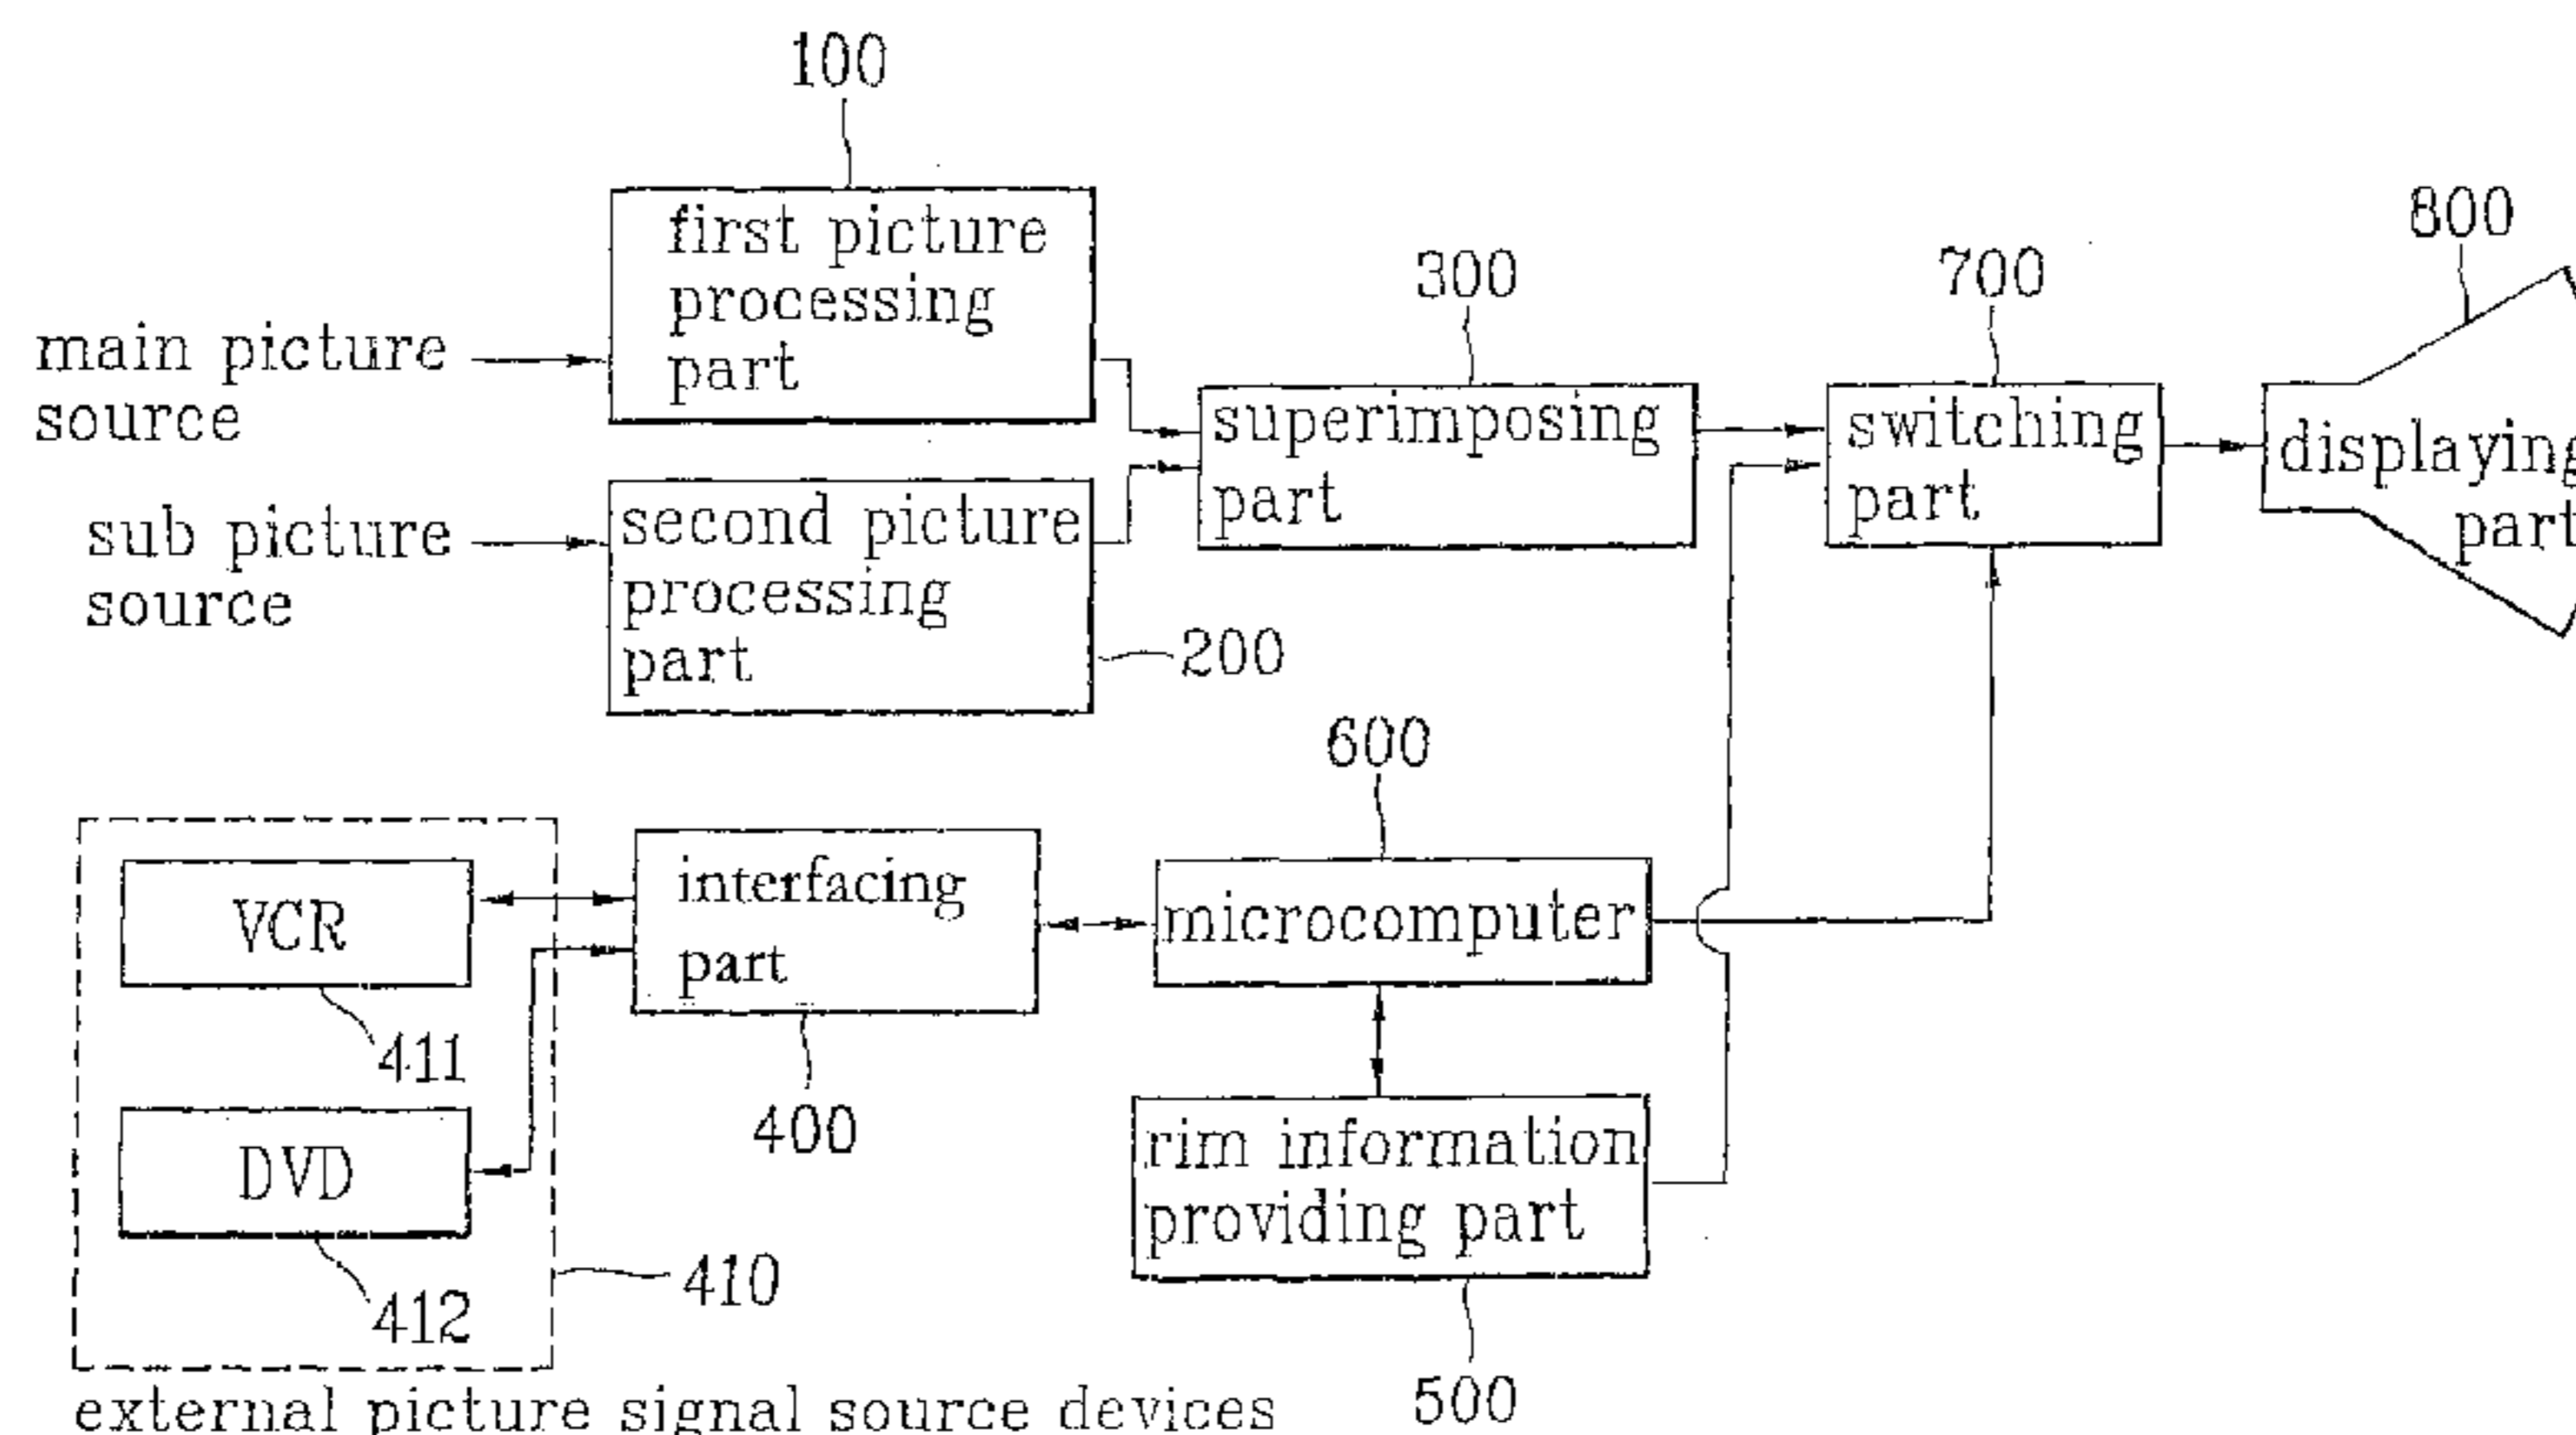 100
first picture
processing
part
main picture
source
300
superimposing
part
700
switching
part
800
displaying
part
sub picture
source
second picture
processing
part
200
600
microcomputer
VCR
411
interfacing
part
400
DVD
412
410
rim information
providing part
500
external picture signal source devices